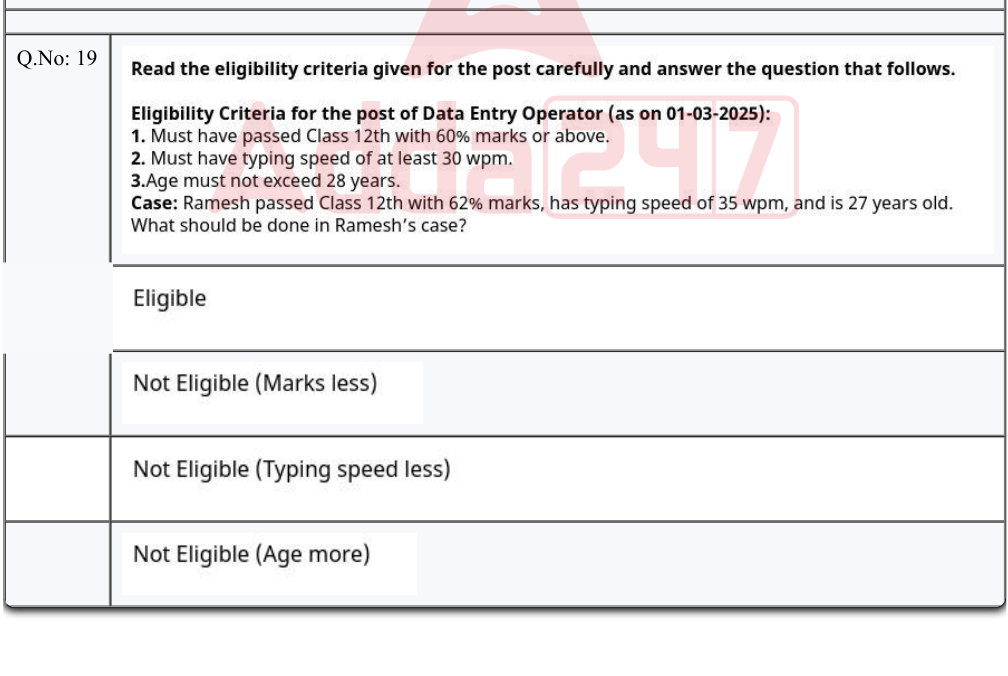 Q.No: 19
Read the eligibility criteria given for the post carefully and answer the question that follows.
Eligibility Criteria for the post of Data Entry Operator (as on 01-03-2025):
1. Must have passed Class 12th with 60% marks or above.
2. Must have typing speed of at least 30 wpm.
3.Age must not exceed 28 years.
Case: Ramesh passed Class 12th with 62% marks, has typing speed of 35 wpm, and is 27 years old.
What should be done in Ramesh’s case?
Eligible
Not Eligible (Marks less)
Not Eligible (Typing speed less)
Not Eligible (Age more)
Adda247